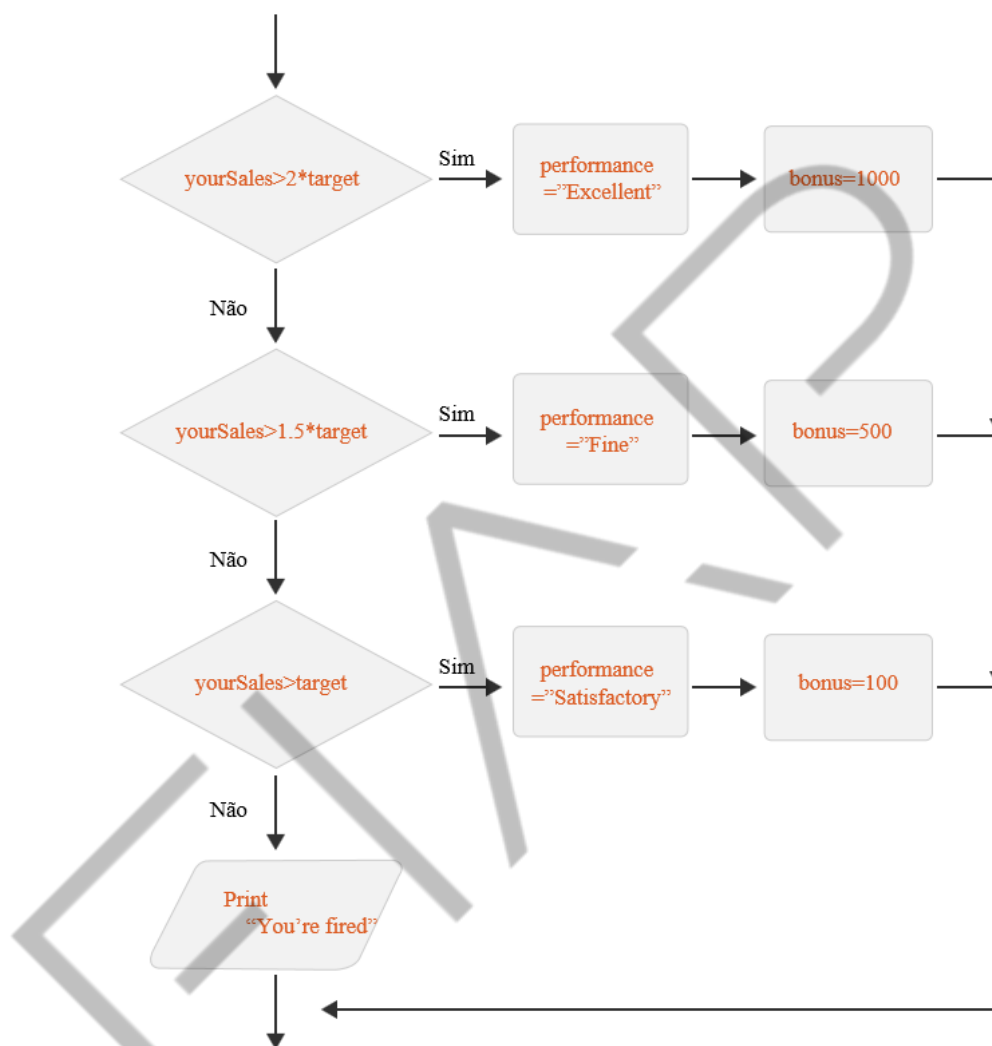 yourSales>2*target
Sim
performance
=”Excellent”
bonus=1000
Não
yourSales>1.5*target
Sim
performance
=”Fine”
bonus=500
Não
yourSales>target
Sim
performance
=”Satisfactory”
bonus=100
Não
Print
“You’re fired”
FIAP